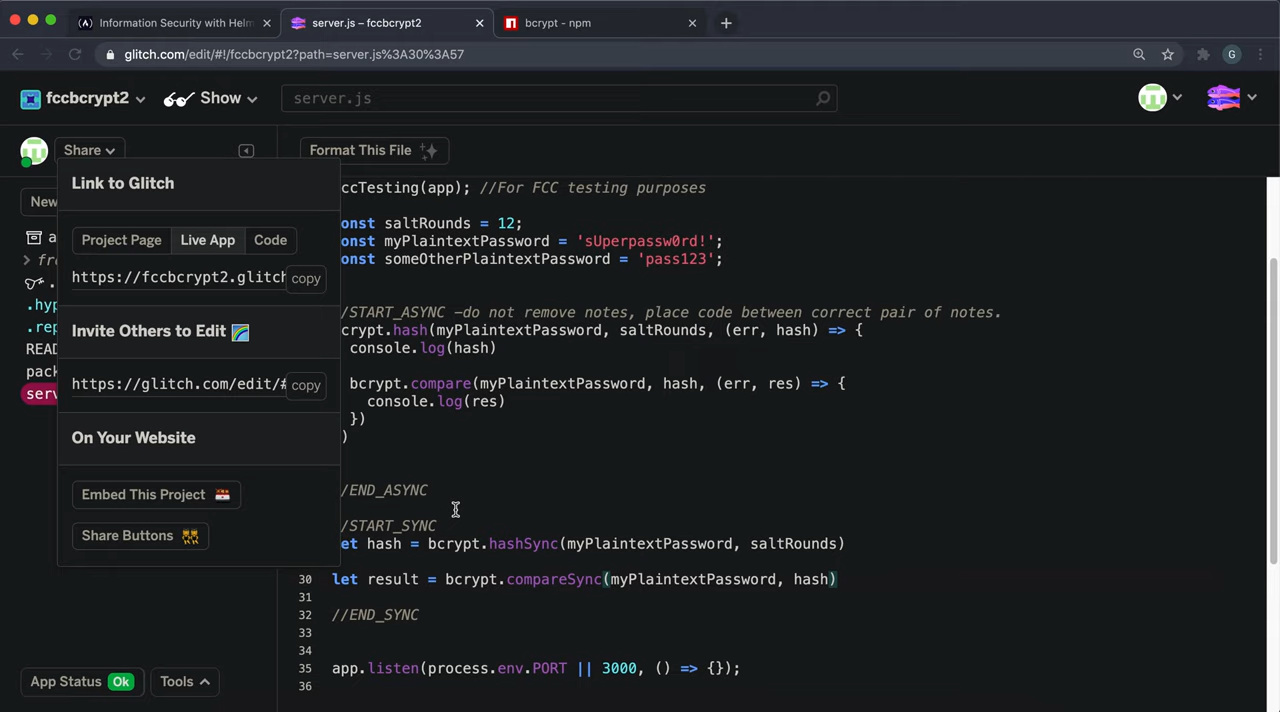 Information Security with Helm
server.js – fccbcrypt2
bcrypt - npm
glitch.com/edit/#!/fccbcrypt2?path=server.js%3A30%3A57
G
fccbcrypt2
Show
server.js
Share
Format This File
Link to Glitch
ccTesting(app); //For FCC testing purposes
New
Project Page
Live App
Code
onst saltRounds = 12;
a
onst myPlaintextPassword = 'sUperpassw0rd!';
fr
onst someOtherPlaintextPassword = 'pass123';
https://fccbcrypt2.glitch
copy
.
.hyp
/START_ASYNC –do not remove notes, place code between correct pair of notes.
.rep
Invite Others to Edit
crypt.hash(myPlaintextPassword, saltRounds, (err, hash) => {
READ
console.log(hash)
pack
https://glitch.com/edit/#
copy
bcrypt.compare(myPlaintextPassword, hash, (err, res) => {
serv
console.log(res)
})
On Your Website
)
Embed This Project
/END_ASYNC
Share Buttons
/START_SYNC
et hash = bcrypt.hashSync(myPlaintextPassword, saltRounds)
30 let result = bcrypt.compareSync(myPlaintextPassword, hash)
31
32 //END_SYNC
33
34
35 app.listen(process.env.PORT || 3000, () => {});
36
App Status Ok
Tools